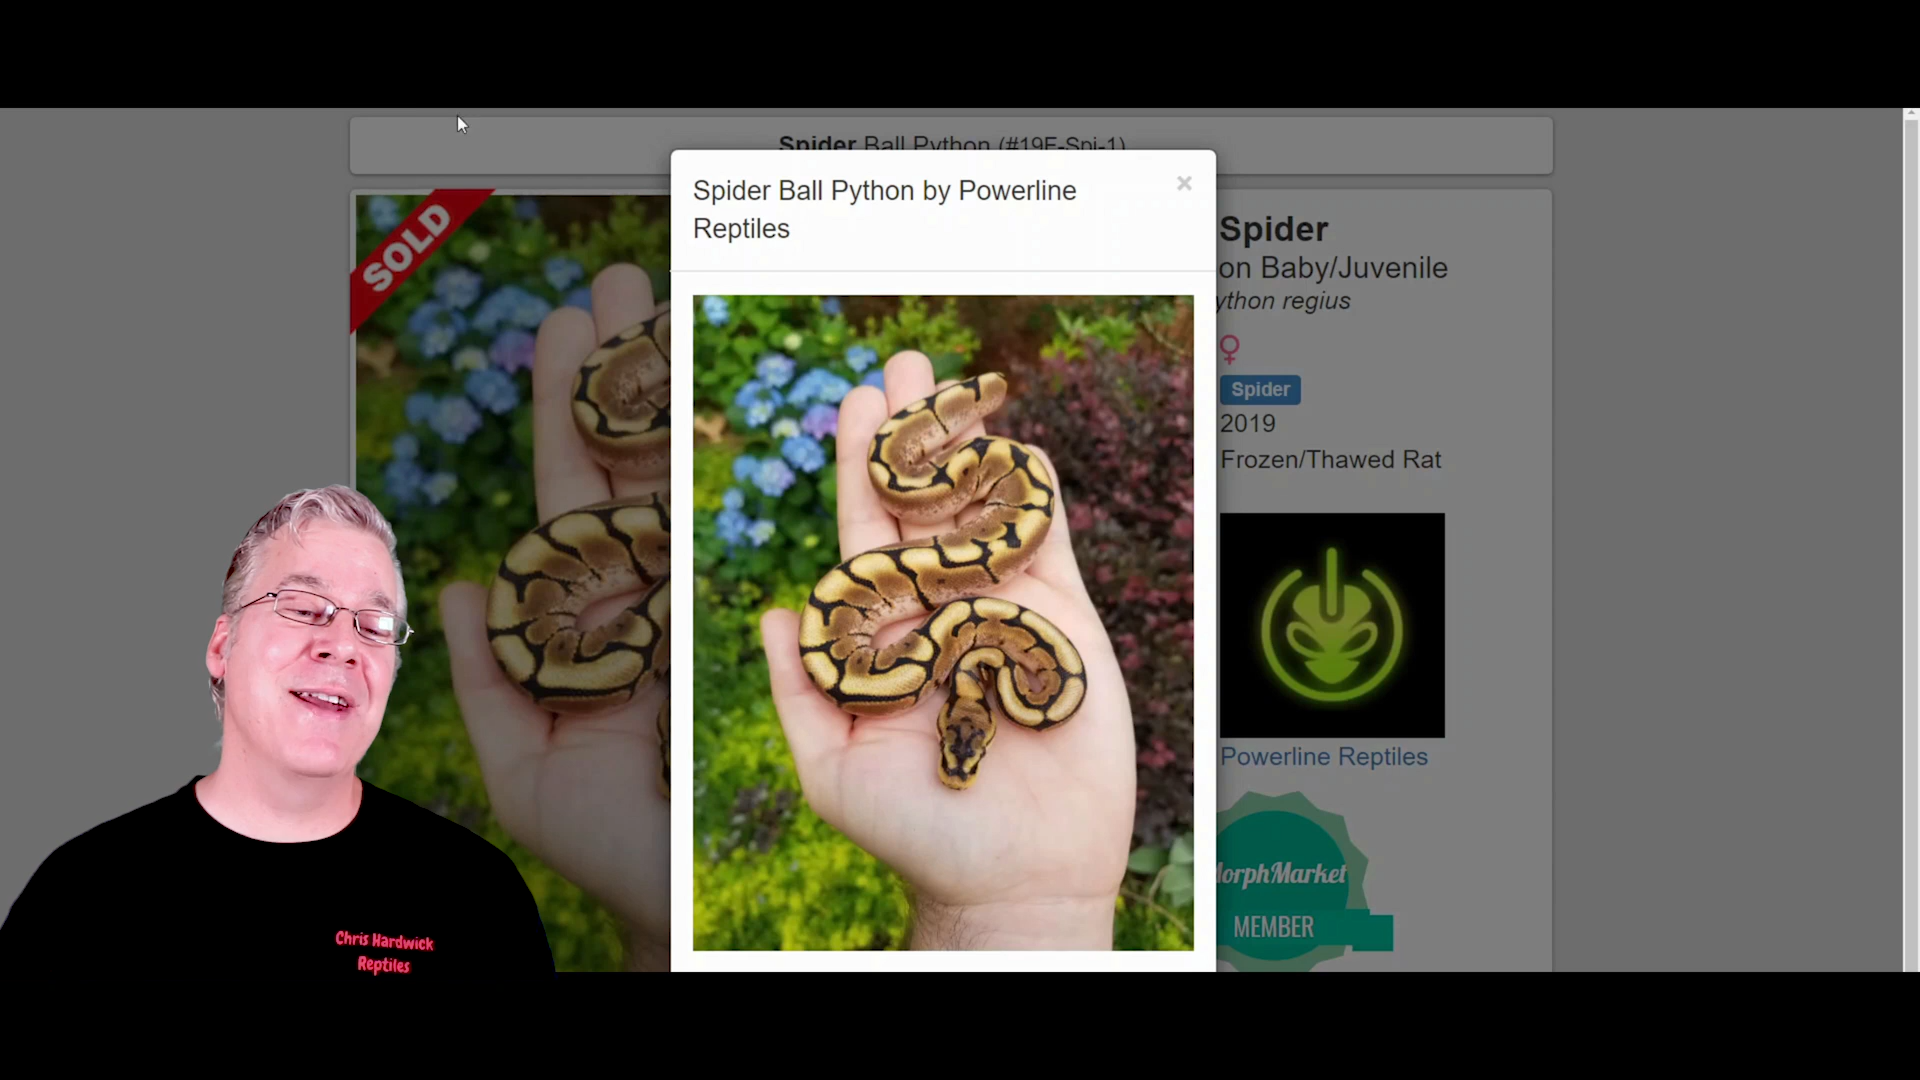 Spider Ball Python (#19F-Spi-1)
Spider Ball Python by Powerline
Reptiles
×
SOLD
Spider
on Baby/Juvenile
ython regius
♀
Spider
2019
Frozen/Thawed Rat
Powerline Reptiles
MorphMarket
MEMBER
Chris Hardwick
Reptiles